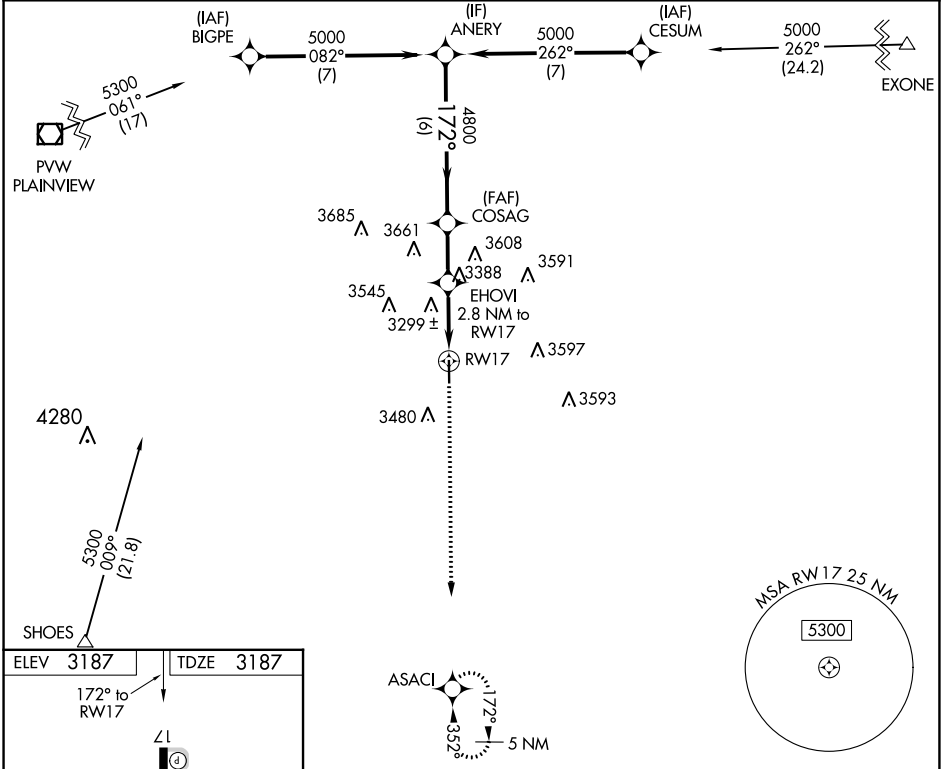 (IAF)
BIGPE
(IF)
ANERY
(IAF)
CESUM
5000
082°
(7)
5000
262°
(7)
5000
262°
(24.2)
EXONE
5300
061°
(17)
PVW
PLAINVIEW
4800
172°
(6)
(FAF)
COSAG
3685
3661
3608
3388
3591
3545
3299 ±
EHOVI
2.8 NM to
RW17
RW17
3597
3593
3480
4280
5300
009°
(21.8)
SHOES
MSA RW17 25 NM
5300
ELEV 3187
TDZE 3187
172° to
RW17
17
P
ASACI
172°
352°
5 NM